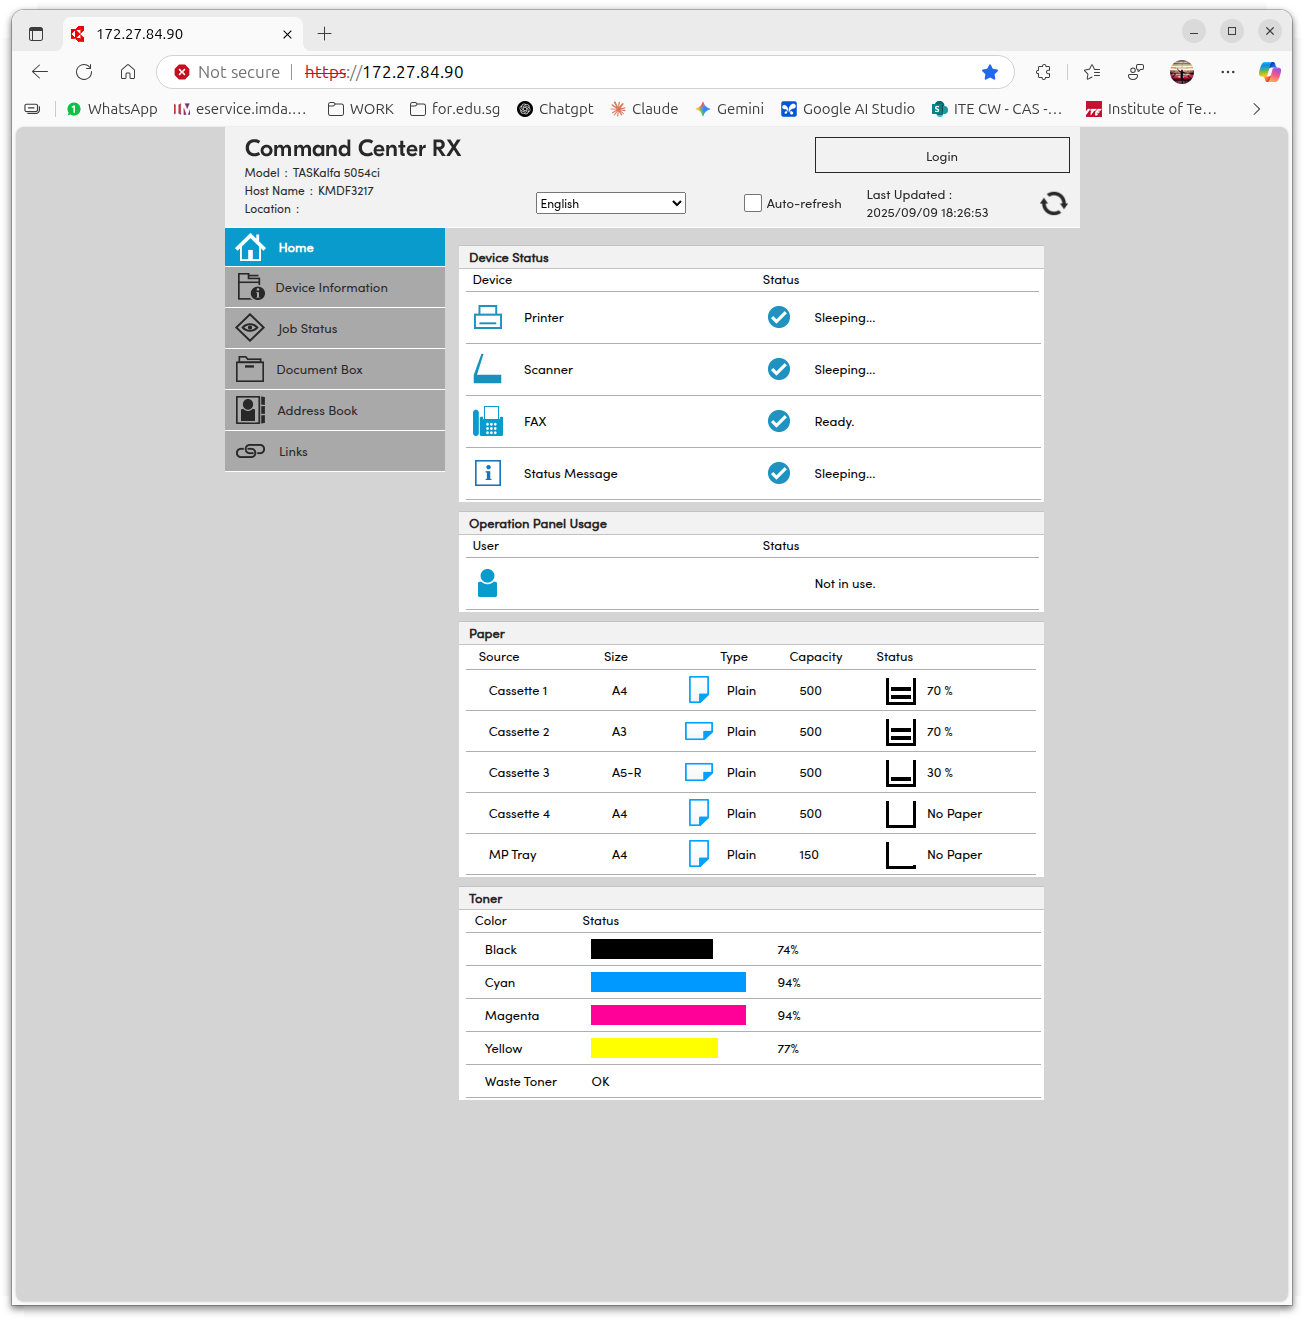 172.27.84.90
Not secure
https://172.27.84.90
WhatsApp
eservice.imda....
WORK
for.edu.sg
Chatgpt
Claude
Gemini
Google AI Studio
ITE CW - CAS -...
Institute of Te...
Command Center RX
Model : TASKalfa 5054ci
Host Name : KMDF3217
Location :
English
Auto-refresh
Login
Last Updated :
2025/09/09 18:26:53
Home
Device Information
Job Status
Document Box
Address Book
Links
Device Status
Device Status
Printer Sleeping...
Scanner Sleeping...
FAX Ready.
Status Message Sleeping...
Operation Panel Usage
User Status
Not in use.
Paper
Source Size Type Capacity Status
Cassette 1 A4 Plain 500 70 %
Cassette 2 A3 Plain 500 70 %
Cassette 3 A5-R Plain 500 30 %
Cassette 4 A4 Plain 500 No Paper
MP Tray A4 Plain 150 No Paper
Toner
Color Status
Black 74%
Cyan 94%
Magenta 94%
Yellow 77%
Waste Toner OK